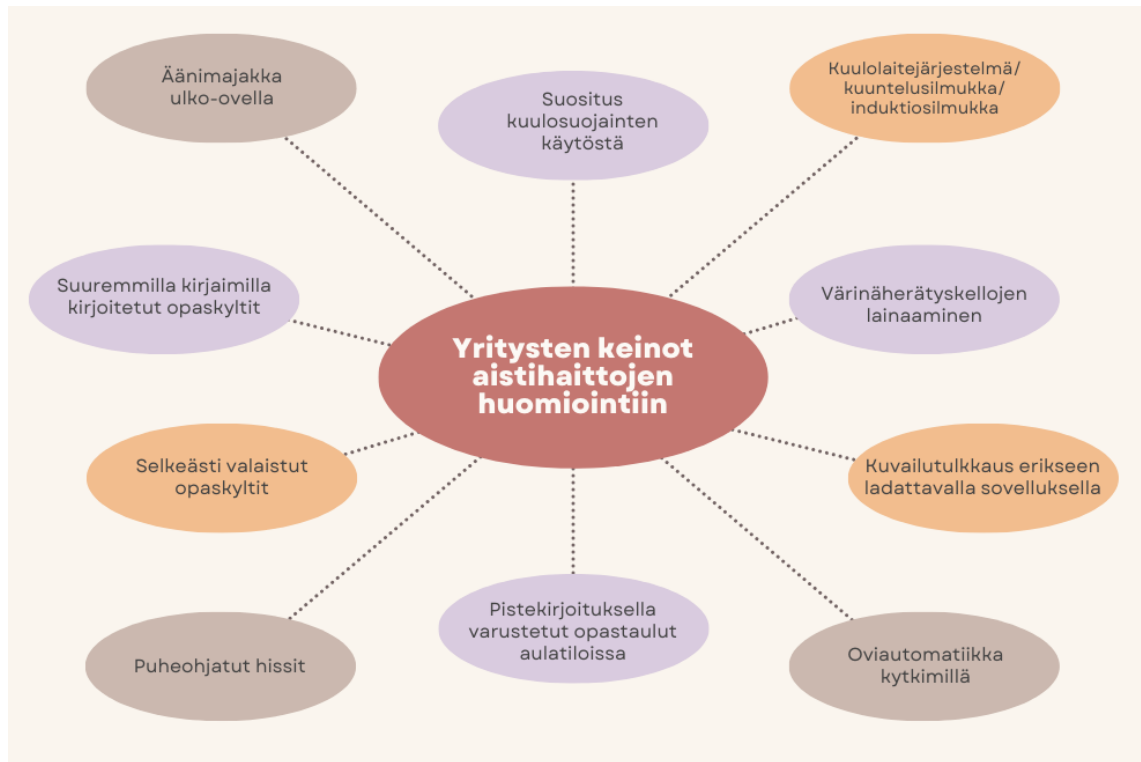 Äänimajakka
ulko-ovella
Suositus
kuulosuojainten
käytöstä
Kuulolaitejärjestelmä/
kuuntelusilmukka/
induktiosilmukka
Suuremmilla kirjaimilla
kirjoitetut opaskyltit
Värinäherätyskellojen
lainaaminen
Yritysten keinot
aistihaittojen
huomiointiin
Selkeästi valaistut
opaskyltit
Kuvailutulkkaus erikseen
ladattavalla sovelluksella
Puheohjatut hissit
Pistekirjoituksella
varustetut opastaulut
aulatiloissa
Oviautomatiikka
kytkimillä